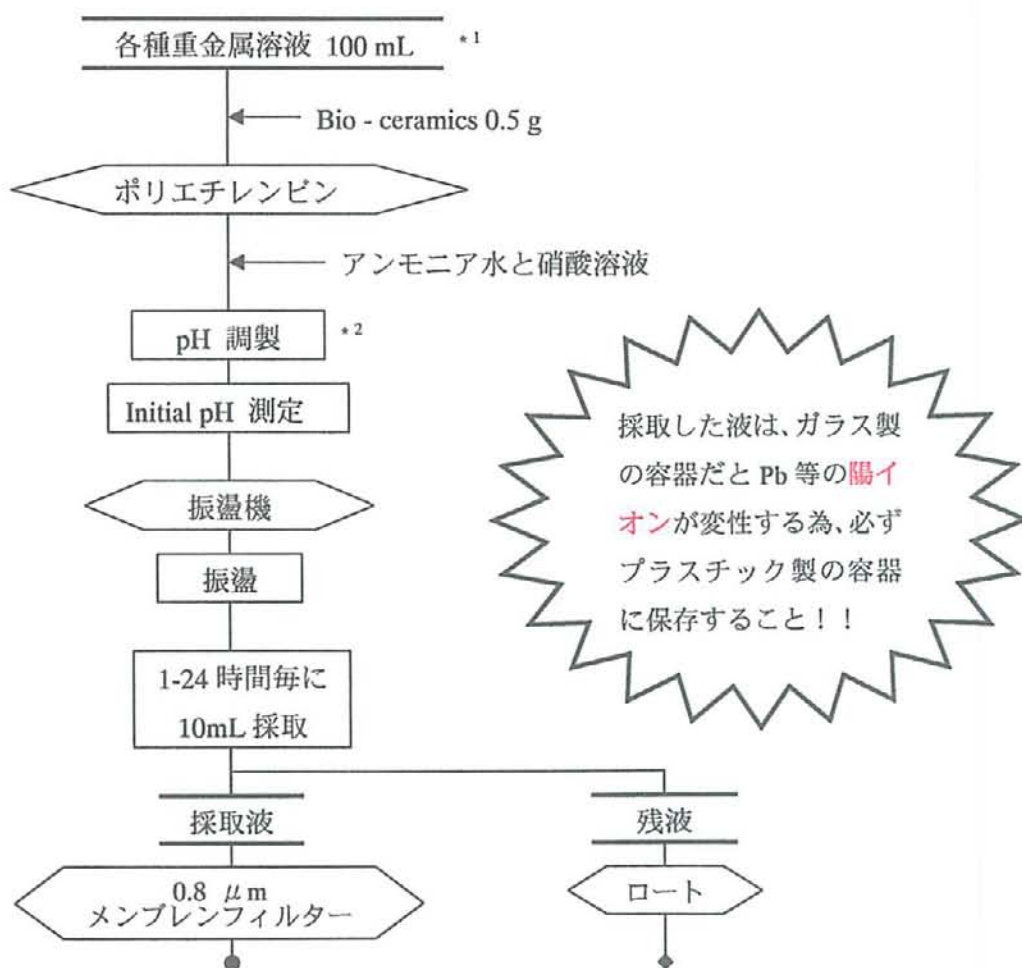 各種重金属溶液 100 mL *1
Bio - ceramics 0.5 g
ポリエチレンビン
アンモニア水と硝酸溶液
pH 調製 *2
Initial pH 測定
振盪機
振盪
1-24 時間毎に
10mL 採取
採取した液は、ガラス製
の容器だと Pb 等の陽イ
オンが変性する為、必ず
プラスチック製の容器
に保存すること！！
採取液
残液
0.8 μm
メンブレンフィルター
ロート